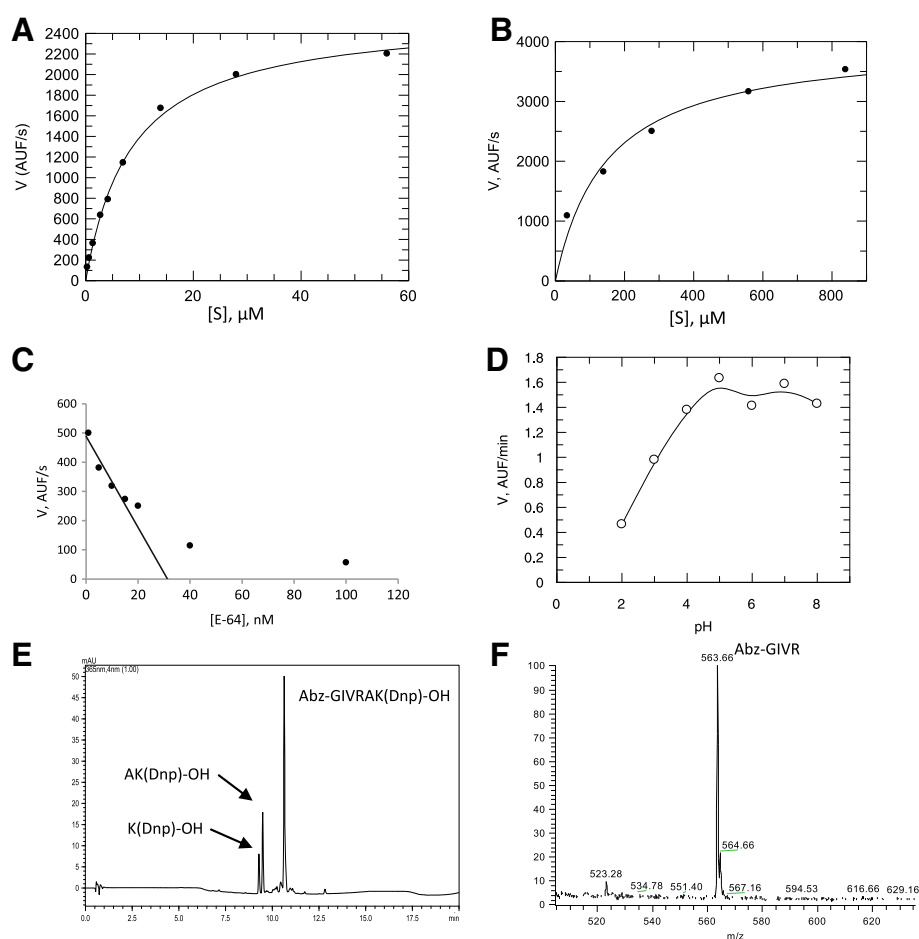 A
V (AUF/s)
2400
2200
2000
1800
1600
1400
1200
1000
800
600
400
200
0
0 20 40 60
[S], µM
B
V, AUF/s
4000
3000
2000
1000
0
0 200 400 600 800
[S], µM
C
V, AUF/s
600
500
400
300
200
100
0
0 20 40 60 80 100 120
[E-64], nM
D
V, AUF/min
1.8
1.6
1.4
1.2
1
0.8
0.6
0.4
0.2
0
0 2 4 6 8
pH
E
mAU
365nm,4nm (1.00)
50
45
40
35
30
25
20
15
10
5
0
Abz-GIVRAK(Dnp)-OH
AK(Dnp)-OH
K(Dnp)-OH
0.0 2.5 5.0 7.5 10.0 12.5 15.0 17.5 min
F
Abz-GIVR
100
90
80
70
60
50
40
30
20
10
0
563.66
564.66
523.28
534.78
551.40
567.16
594.53
616.66
629.16
520 540 560 580 600 620
m/z